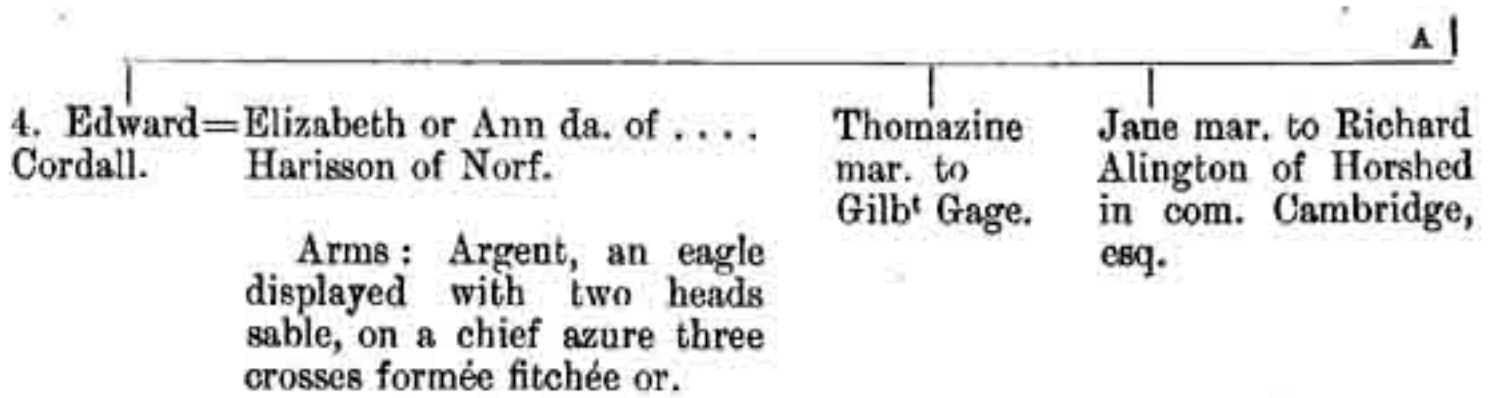 A
4. Edward=Elizabeth or Ann da. of . . . .
Cordall. Harisson of Norf.
Arms : Argent, an eagle
displayed with two heads
sable, on a chief azure three
crosses formée fitchée or.
Thomazine
mar. to
Gilbᵗ Gage.
Jane mar. to Richard
Alington of Horshed
in com. Cambridge,
esq.